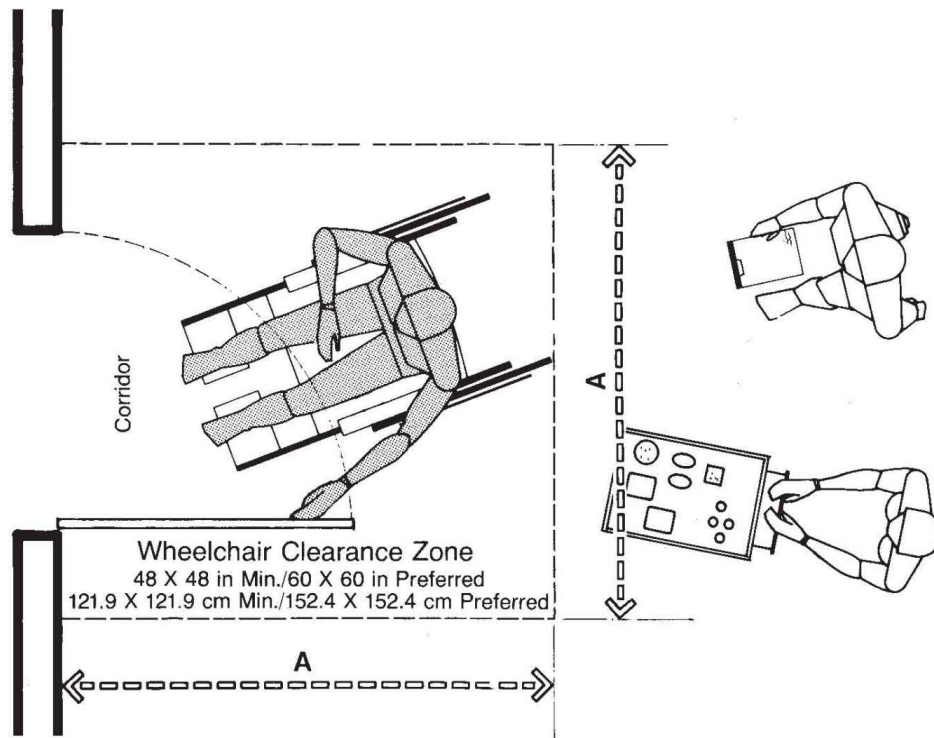 Corridor
A
Wheelchair Clearance Zone
48 X 48 in Min./60 X 60 in Preferred
121.9 X 121.9 cm Min./152.4 X 152.4 cm Preferred
A